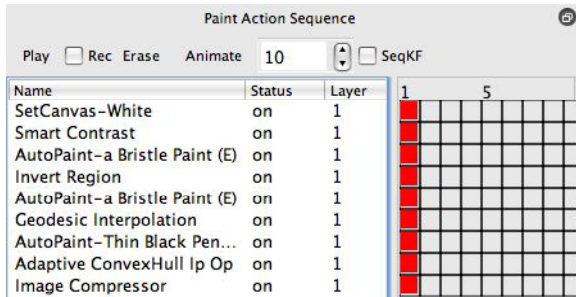 Paint Action Sequence
Play Rec Erase Animate 10 SeqKF
Name Status Layer 1 5
SetCanvas-White on 1
Smart Contrast on 1
AutoPaint-a Bristle Paint (E) on 1
Invert Region on 1
AutoPaint-a Bristle Paint (E) on 1
Geodesic Interpolation on 1
AutoPaint-Thin Black Pen... on 1
Adaptive ConvexHull Ip Op on 1
Image Compressor on 1